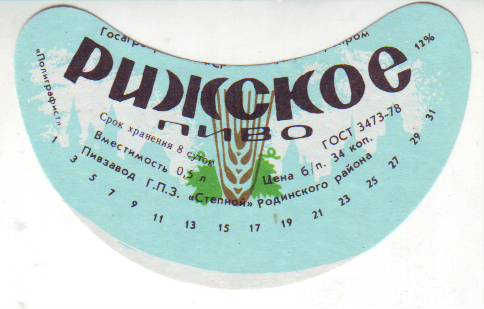 РИЖСКОЕ
ПИВО
12%
«Полиграфист»
Срок хранения 8 суток
ГОСТ 3473-78
Вместимость 0,5 л
Цена б/п. 34 коп.
Пивзавод Г.П.З. «Степной» Родинского района
1 3 5 7 9 11 13 15 17 19 21 23 25 27 29 31